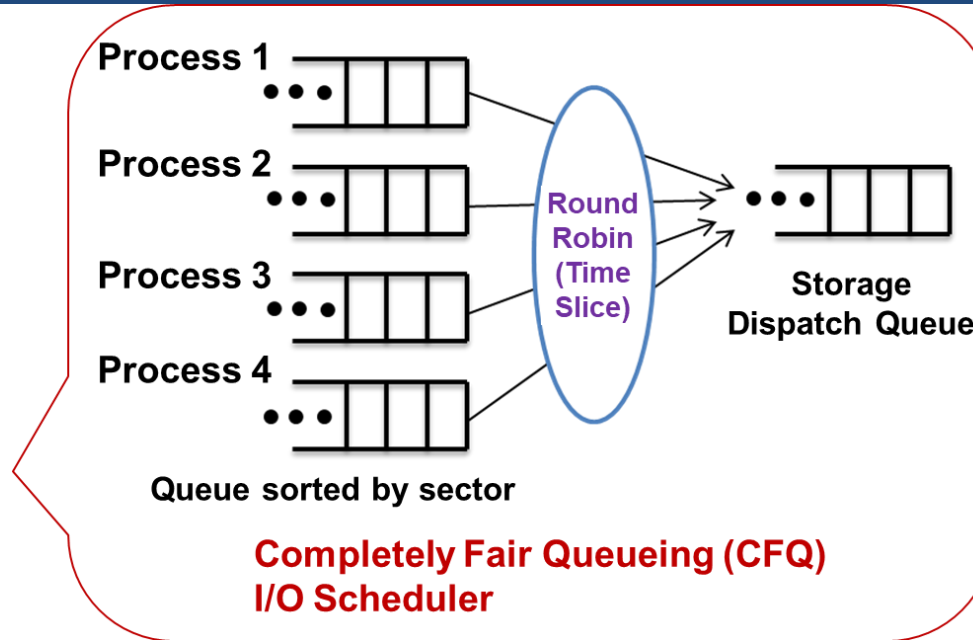 Process 1
Process 2
Process 3
Process 4
Queue sorted by sector
Round
Robin
(Time
Slice)
Storage
Dispatch Queue
Completely Fair Queueing (CFQ)
I/O Scheduler